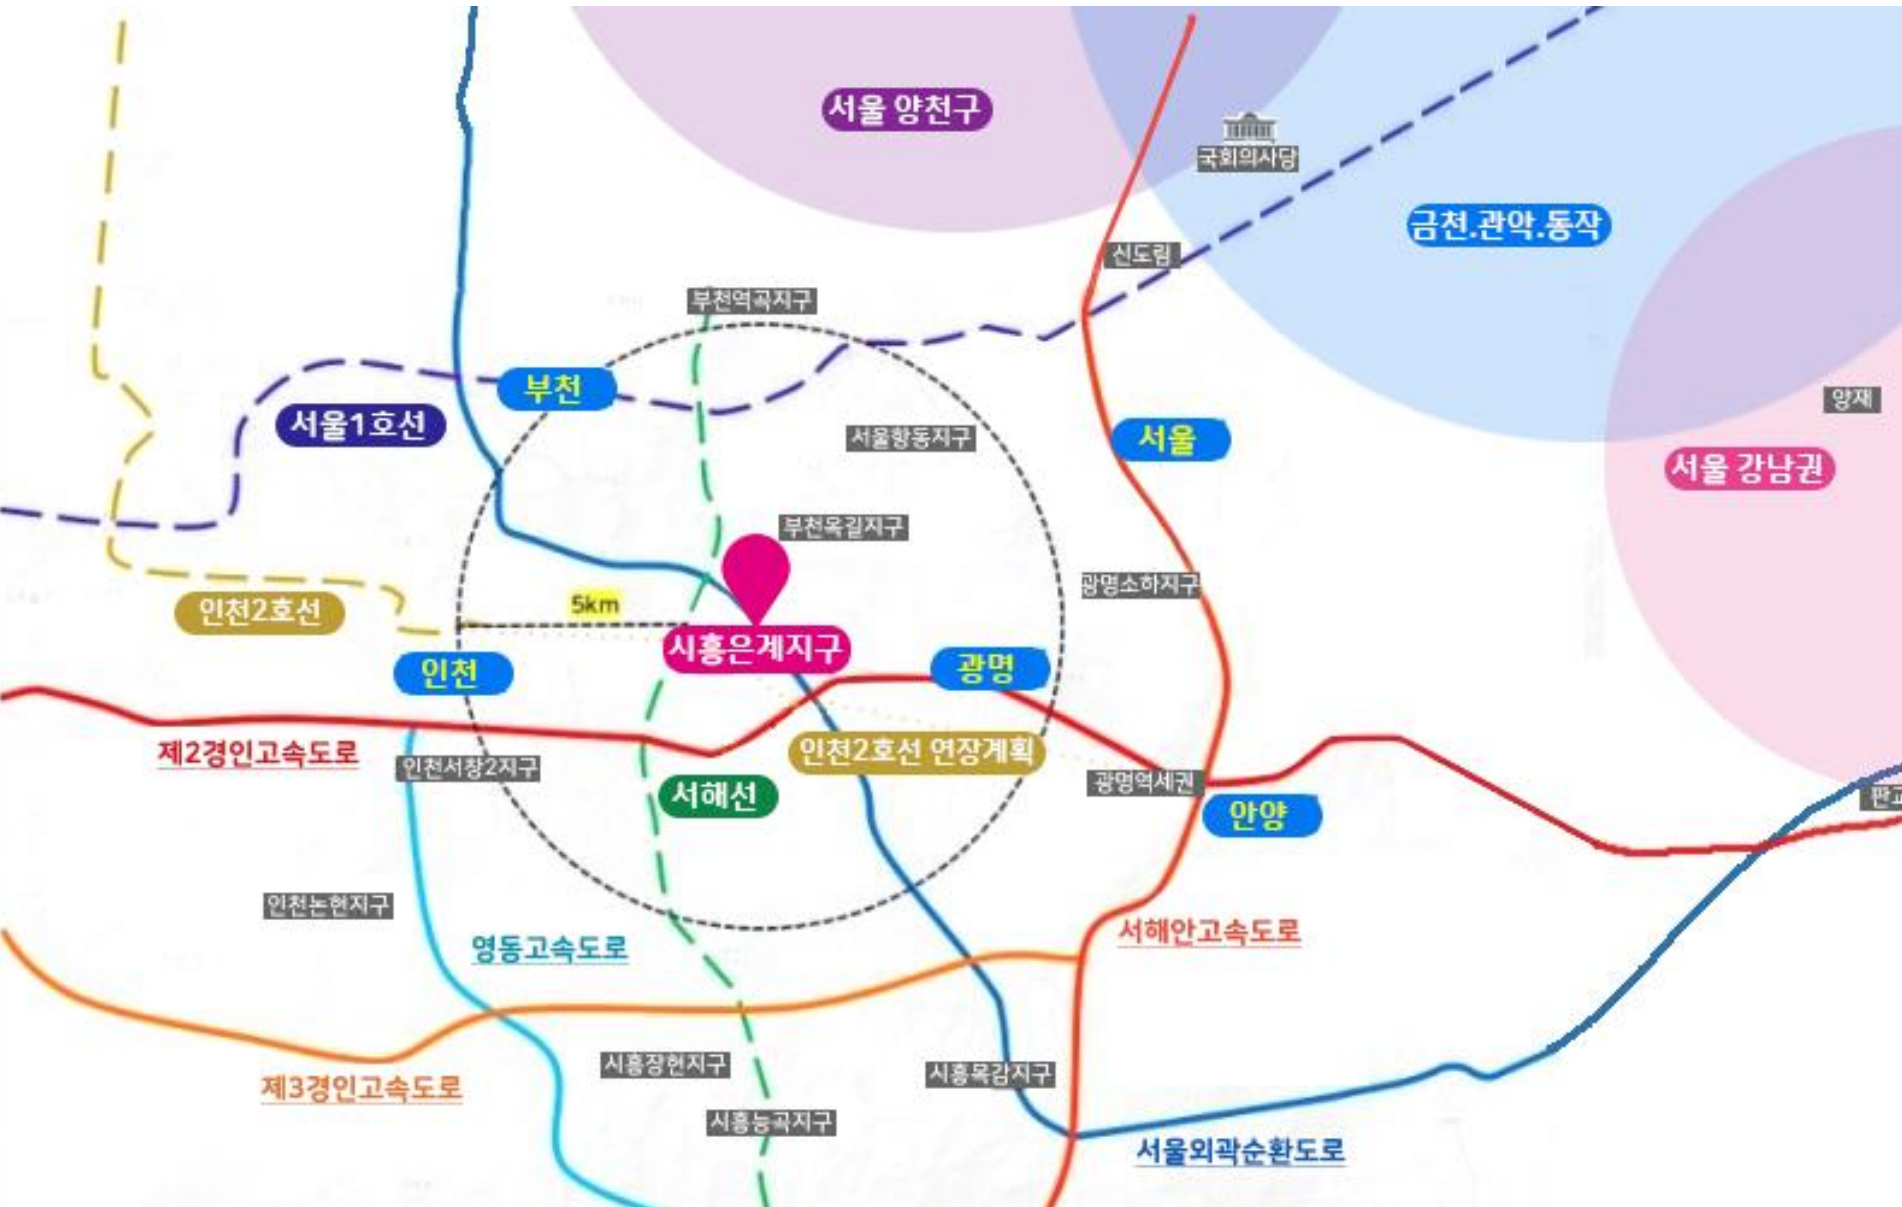 서울 양천구
국회의사당
금천.관악.동작
신도림
부천역곡지구
부천
양재
서울1호선
서울항동지구
서울
서울 강남권
부천옥길지구
광명소하지구
인천2호선
5km
시흥은계지구
인천
광명
제2경인고속도로
인천서창2지구
인천2호선 연장계획
서해선
광명역세권
안양
판교
인천논현지구
영동고속도로
서해안고속도로
제3경인고속도로
시흥장현지구
시흥목감지구
시흥능곡지구
서울외곽순환도로